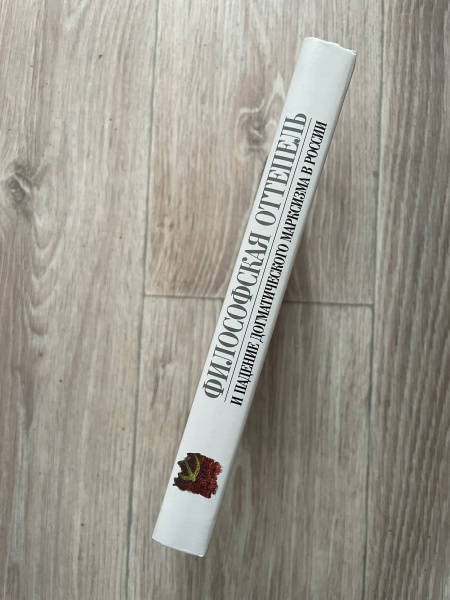 ФИЛОСОФСКАЯ ОТТЕПЕЛЬ
И ПАДЕНИЕ ДОГМАТИЧЕСКОГО МАРКСИЗМА В РОССИИ